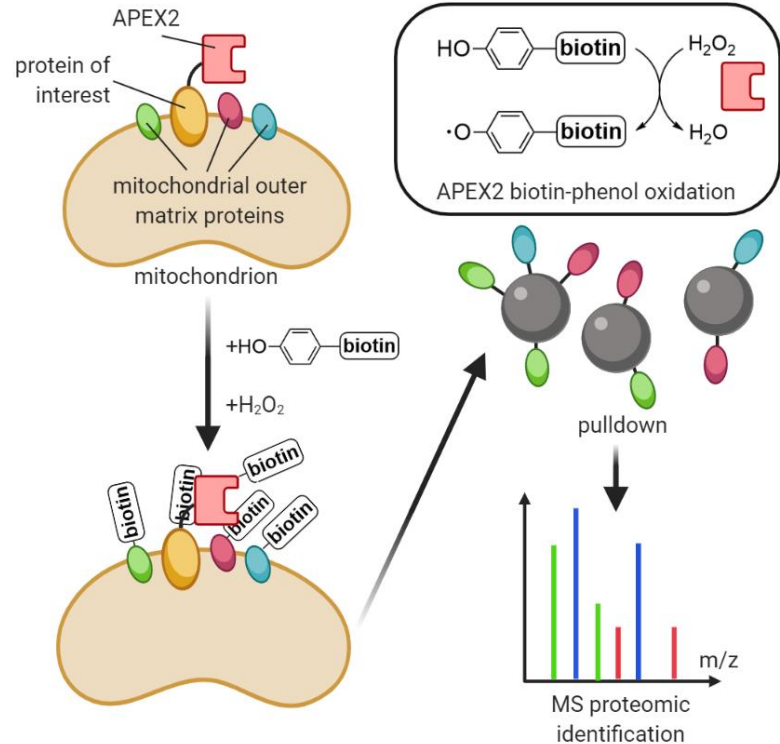 APEX2
protein of
interest
mitochondrial outer
matrix proteins
mitochondrion
+HO biotin
+H₂O₂
biotin
biotin
biotin
biotin
biotin
HO biotin H₂O₂
·O biotin H₂O
APEX2 biotin-phenol oxidation
pulldown
m/z
MS proteomic
identification